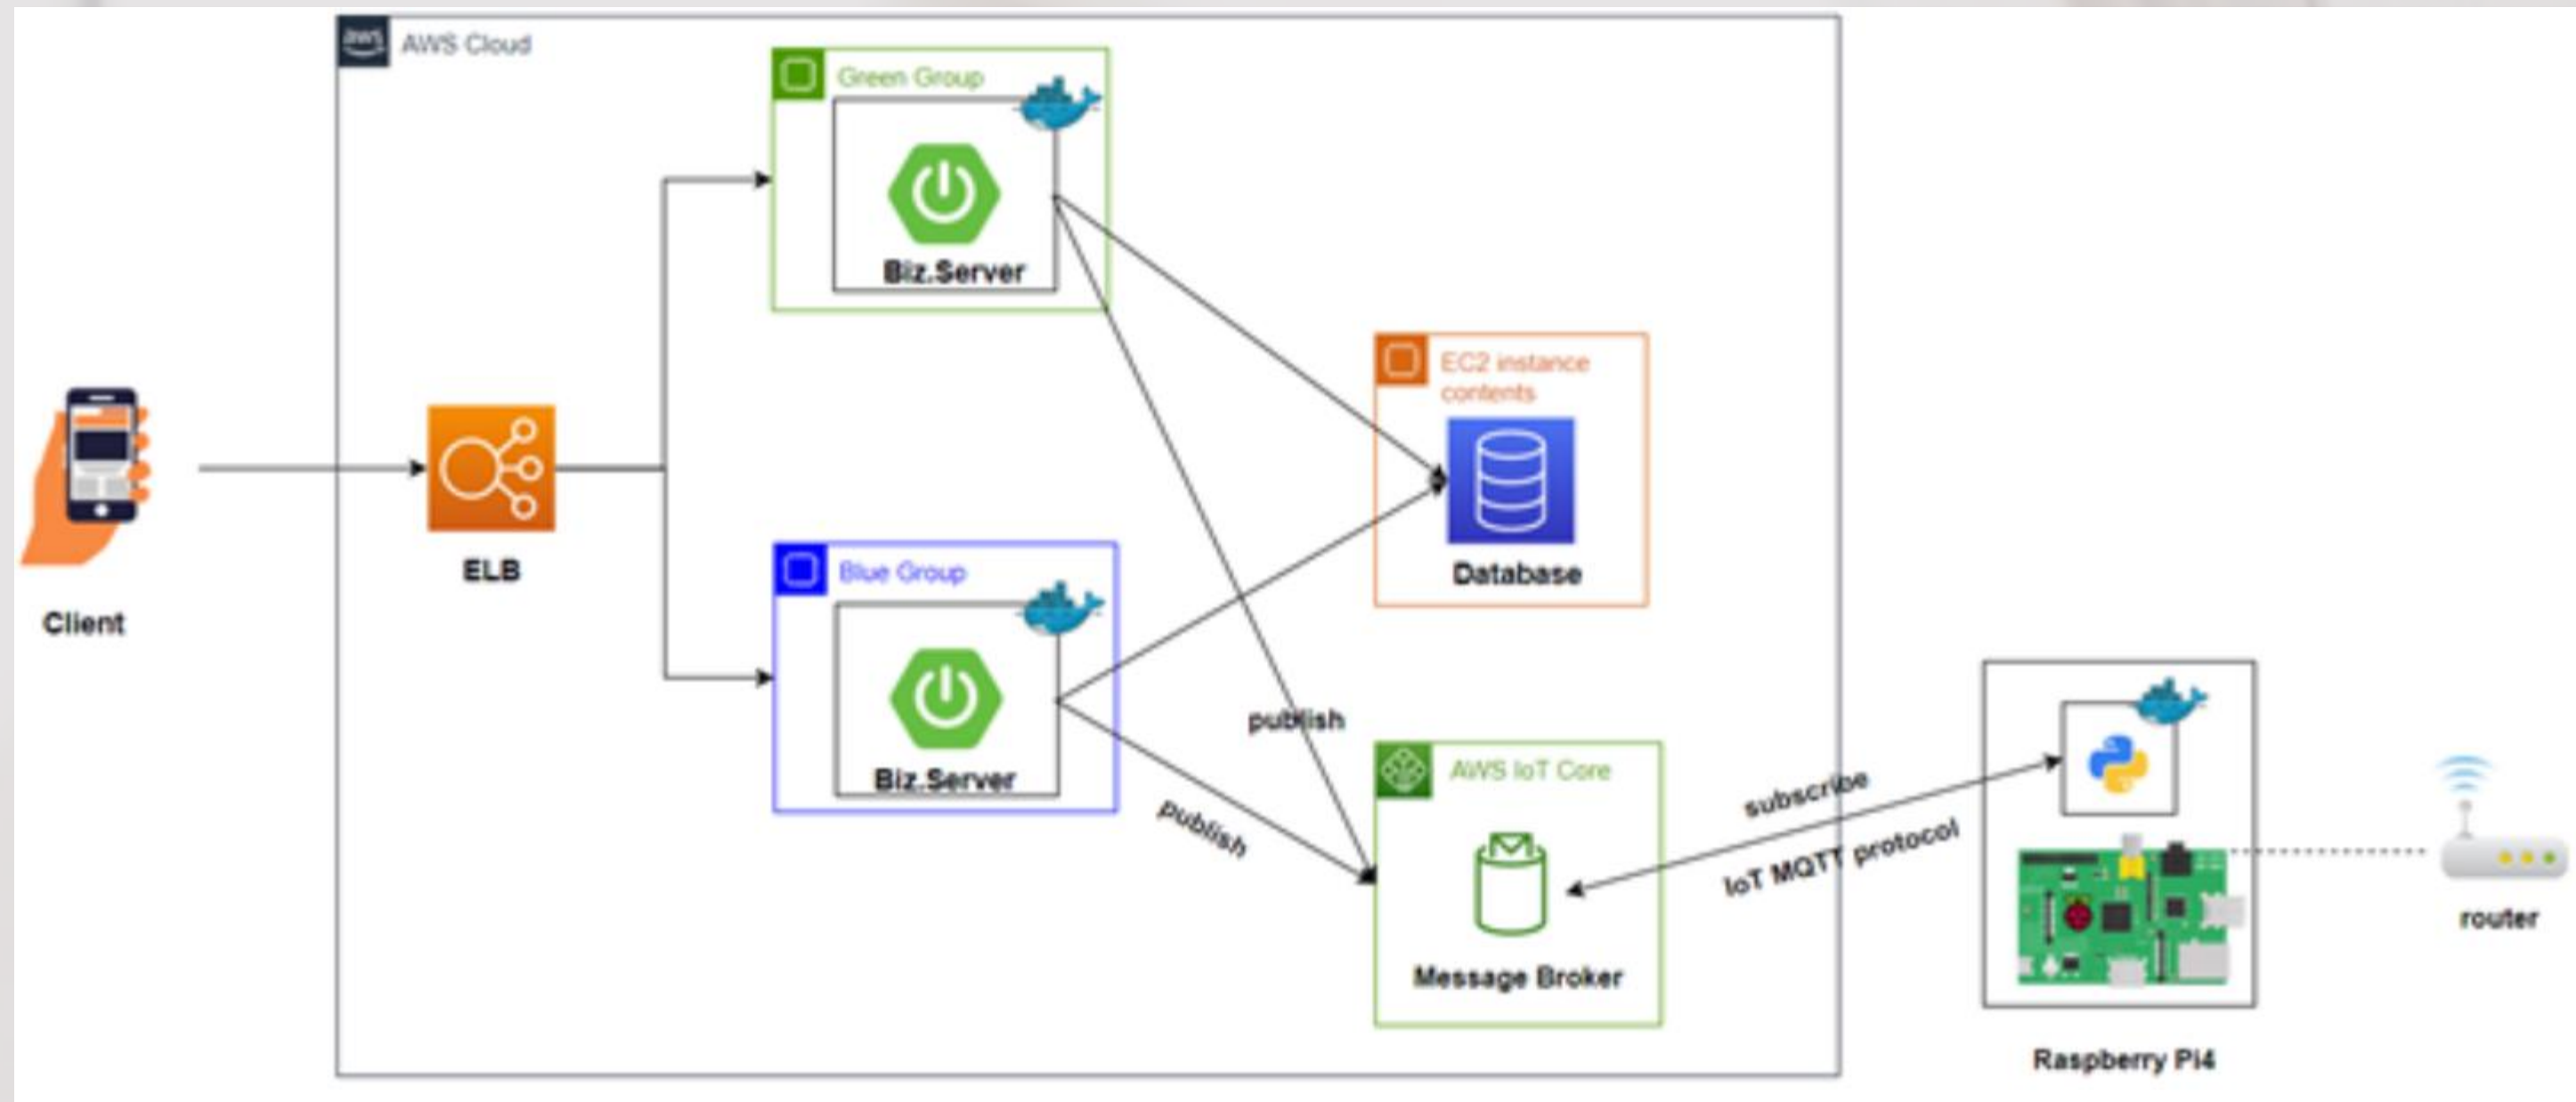 aws
AWS Cloud
Green Group
Biz.Server
EC2 instance
contents
Database
ELB
Client
Blue Group
Biz.Server
publish
publish
AWS IoT Core
Message Broker
subscribe
IoT MQTT protocol
router
Raspberry Pi4